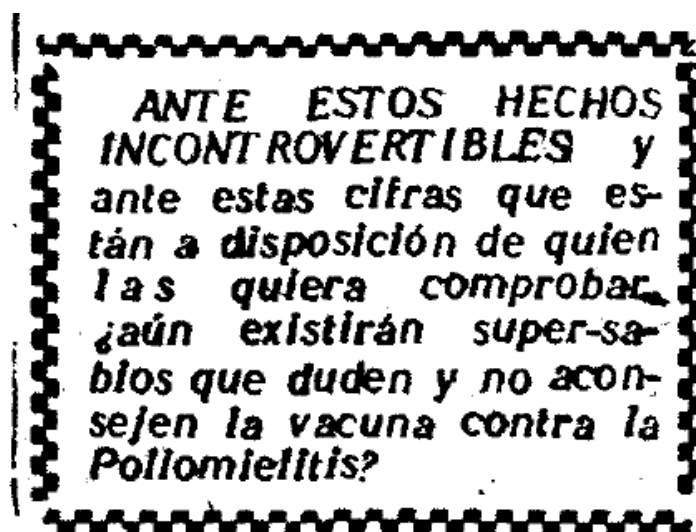 ANTE ESTOS HECHOS
INCONTROVERTIBLES y
ante estas cifras que es-
tán a disposición de quien
las quiera comprobar,
¿aún existirán super-sa-
bios que duden y no acon-
sejen la vacuna contra la
Poliomielitis?